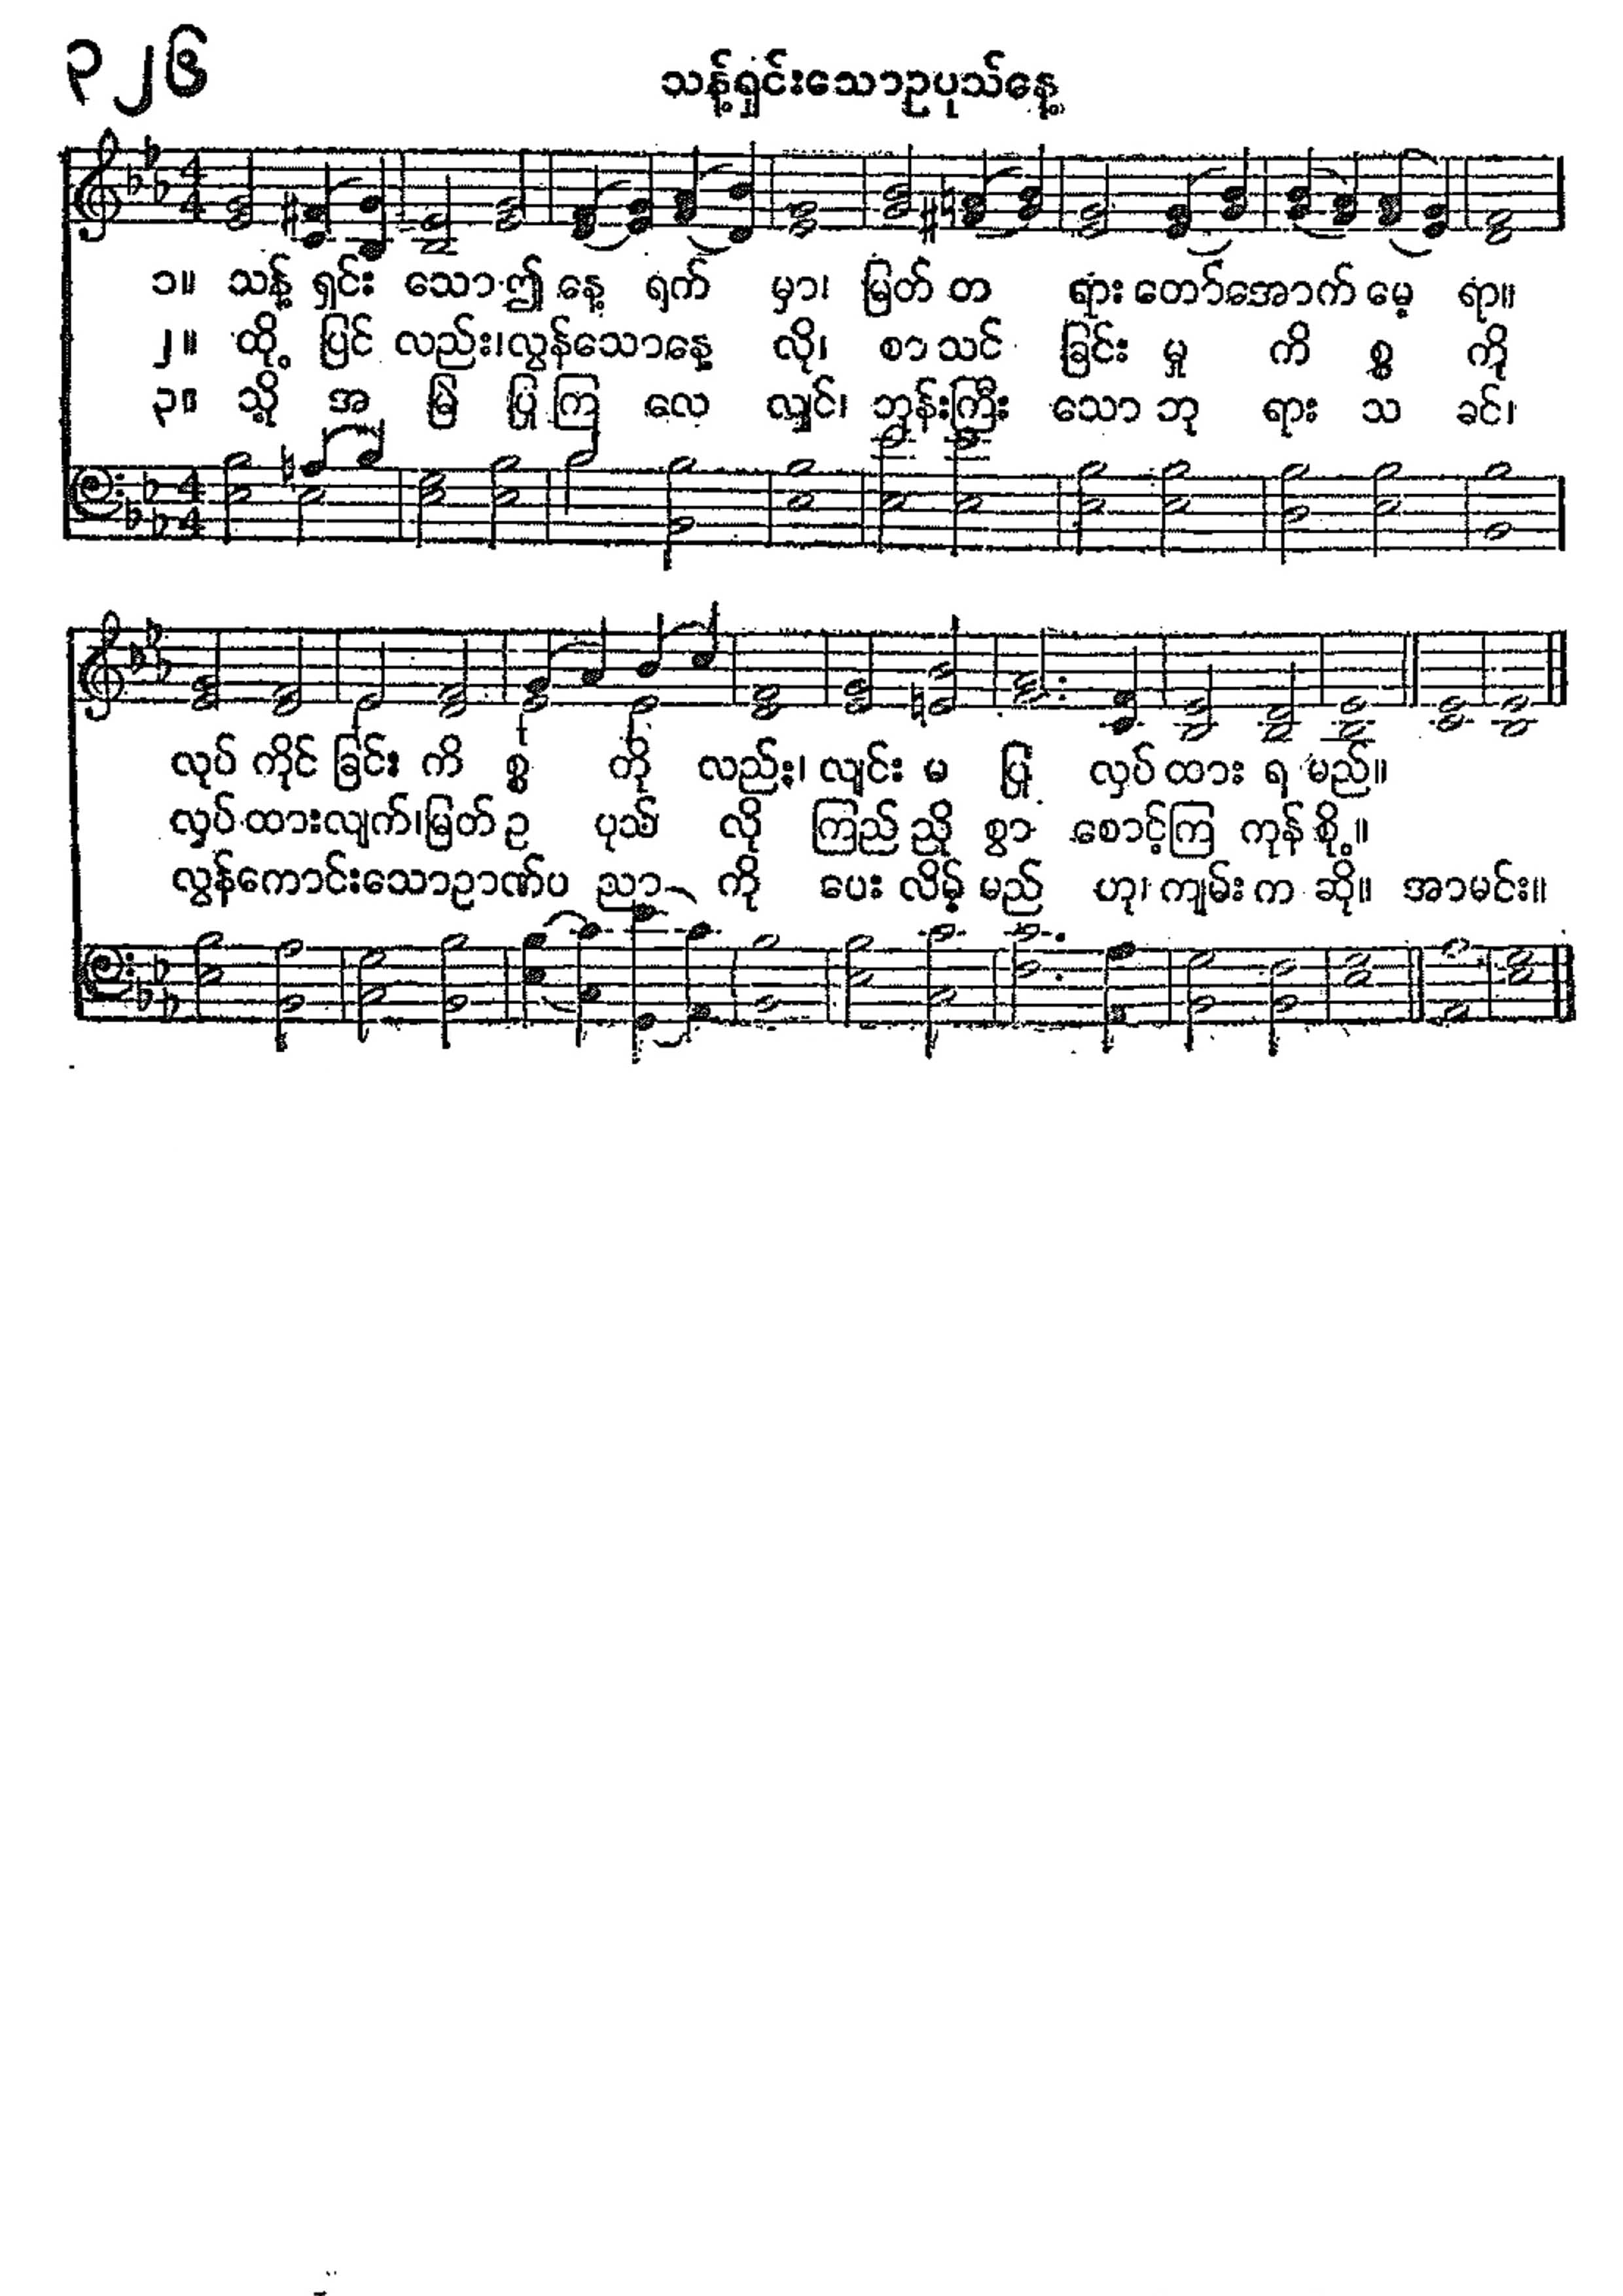 ၃၂၆
သန့်ရှင်းသောဥပုသ်နေ့
၁။ သန့် ရှင်း သော ဤ နေ့ ရက် မှာ၊ မြတ် တ ရား တော်အောက် မေ့ ရာ။
၂။ ထို့ ပြင် လည်း၊လွန်သောနေ့ လို၊ စာ သင် ခြင်း မှု ကိ စ္စ ကို
၃။ သို့ အ မြဲ ပြု ကြ လေ လျှင်၊ ဘုန်းကြီး သော ဘု ရား သ ခင်၊
လုပ် ကိုင် ခြင်း ကိ စ္စ ကို လည်း၊ လျင်း မ ပြု လှပ် ထား ရ မည်။
လှပ် ထားလျက်၊မြတ် ဥ ပုသ် လို ကြည် ညို စွာ စောင့်ကြ ကုန် စို့။
လွန်ကောင်းသောဉာဏ်ပ ညာ ကို ပေး လိမ့် မည် ဟု၊ ကျမ်း က ဆို။ အာမင်း။
4
4
4
4